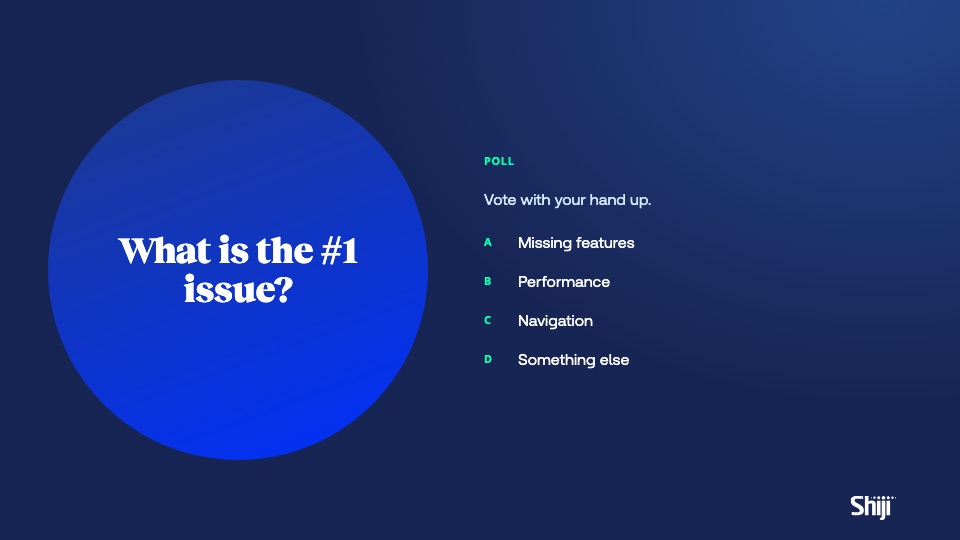 What is the #1
issue?
POLL
Vote with your hand up.
A Missing features
B Performance
C Navigation
D Something else
Shiji